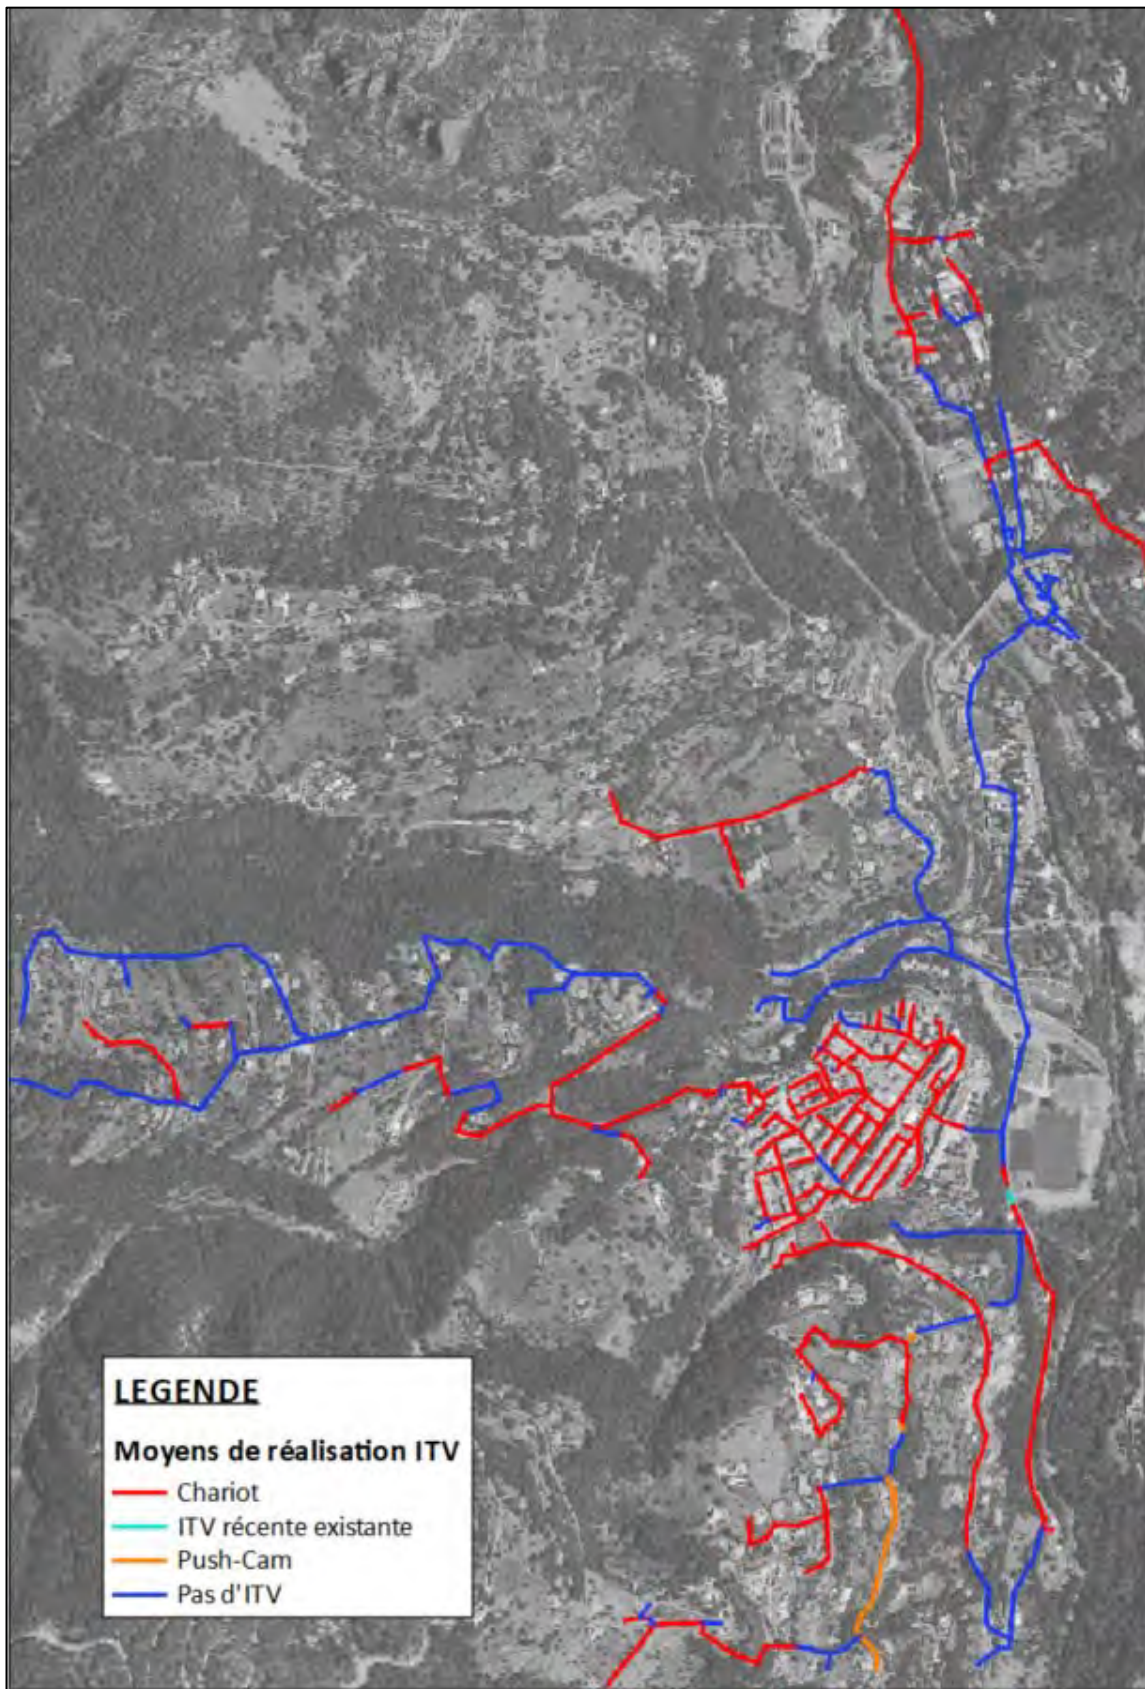 LEGENDE
Moyens de réalisation ITV
Chariot
ITV récente existante
Push-Cam
Pas d'ITV